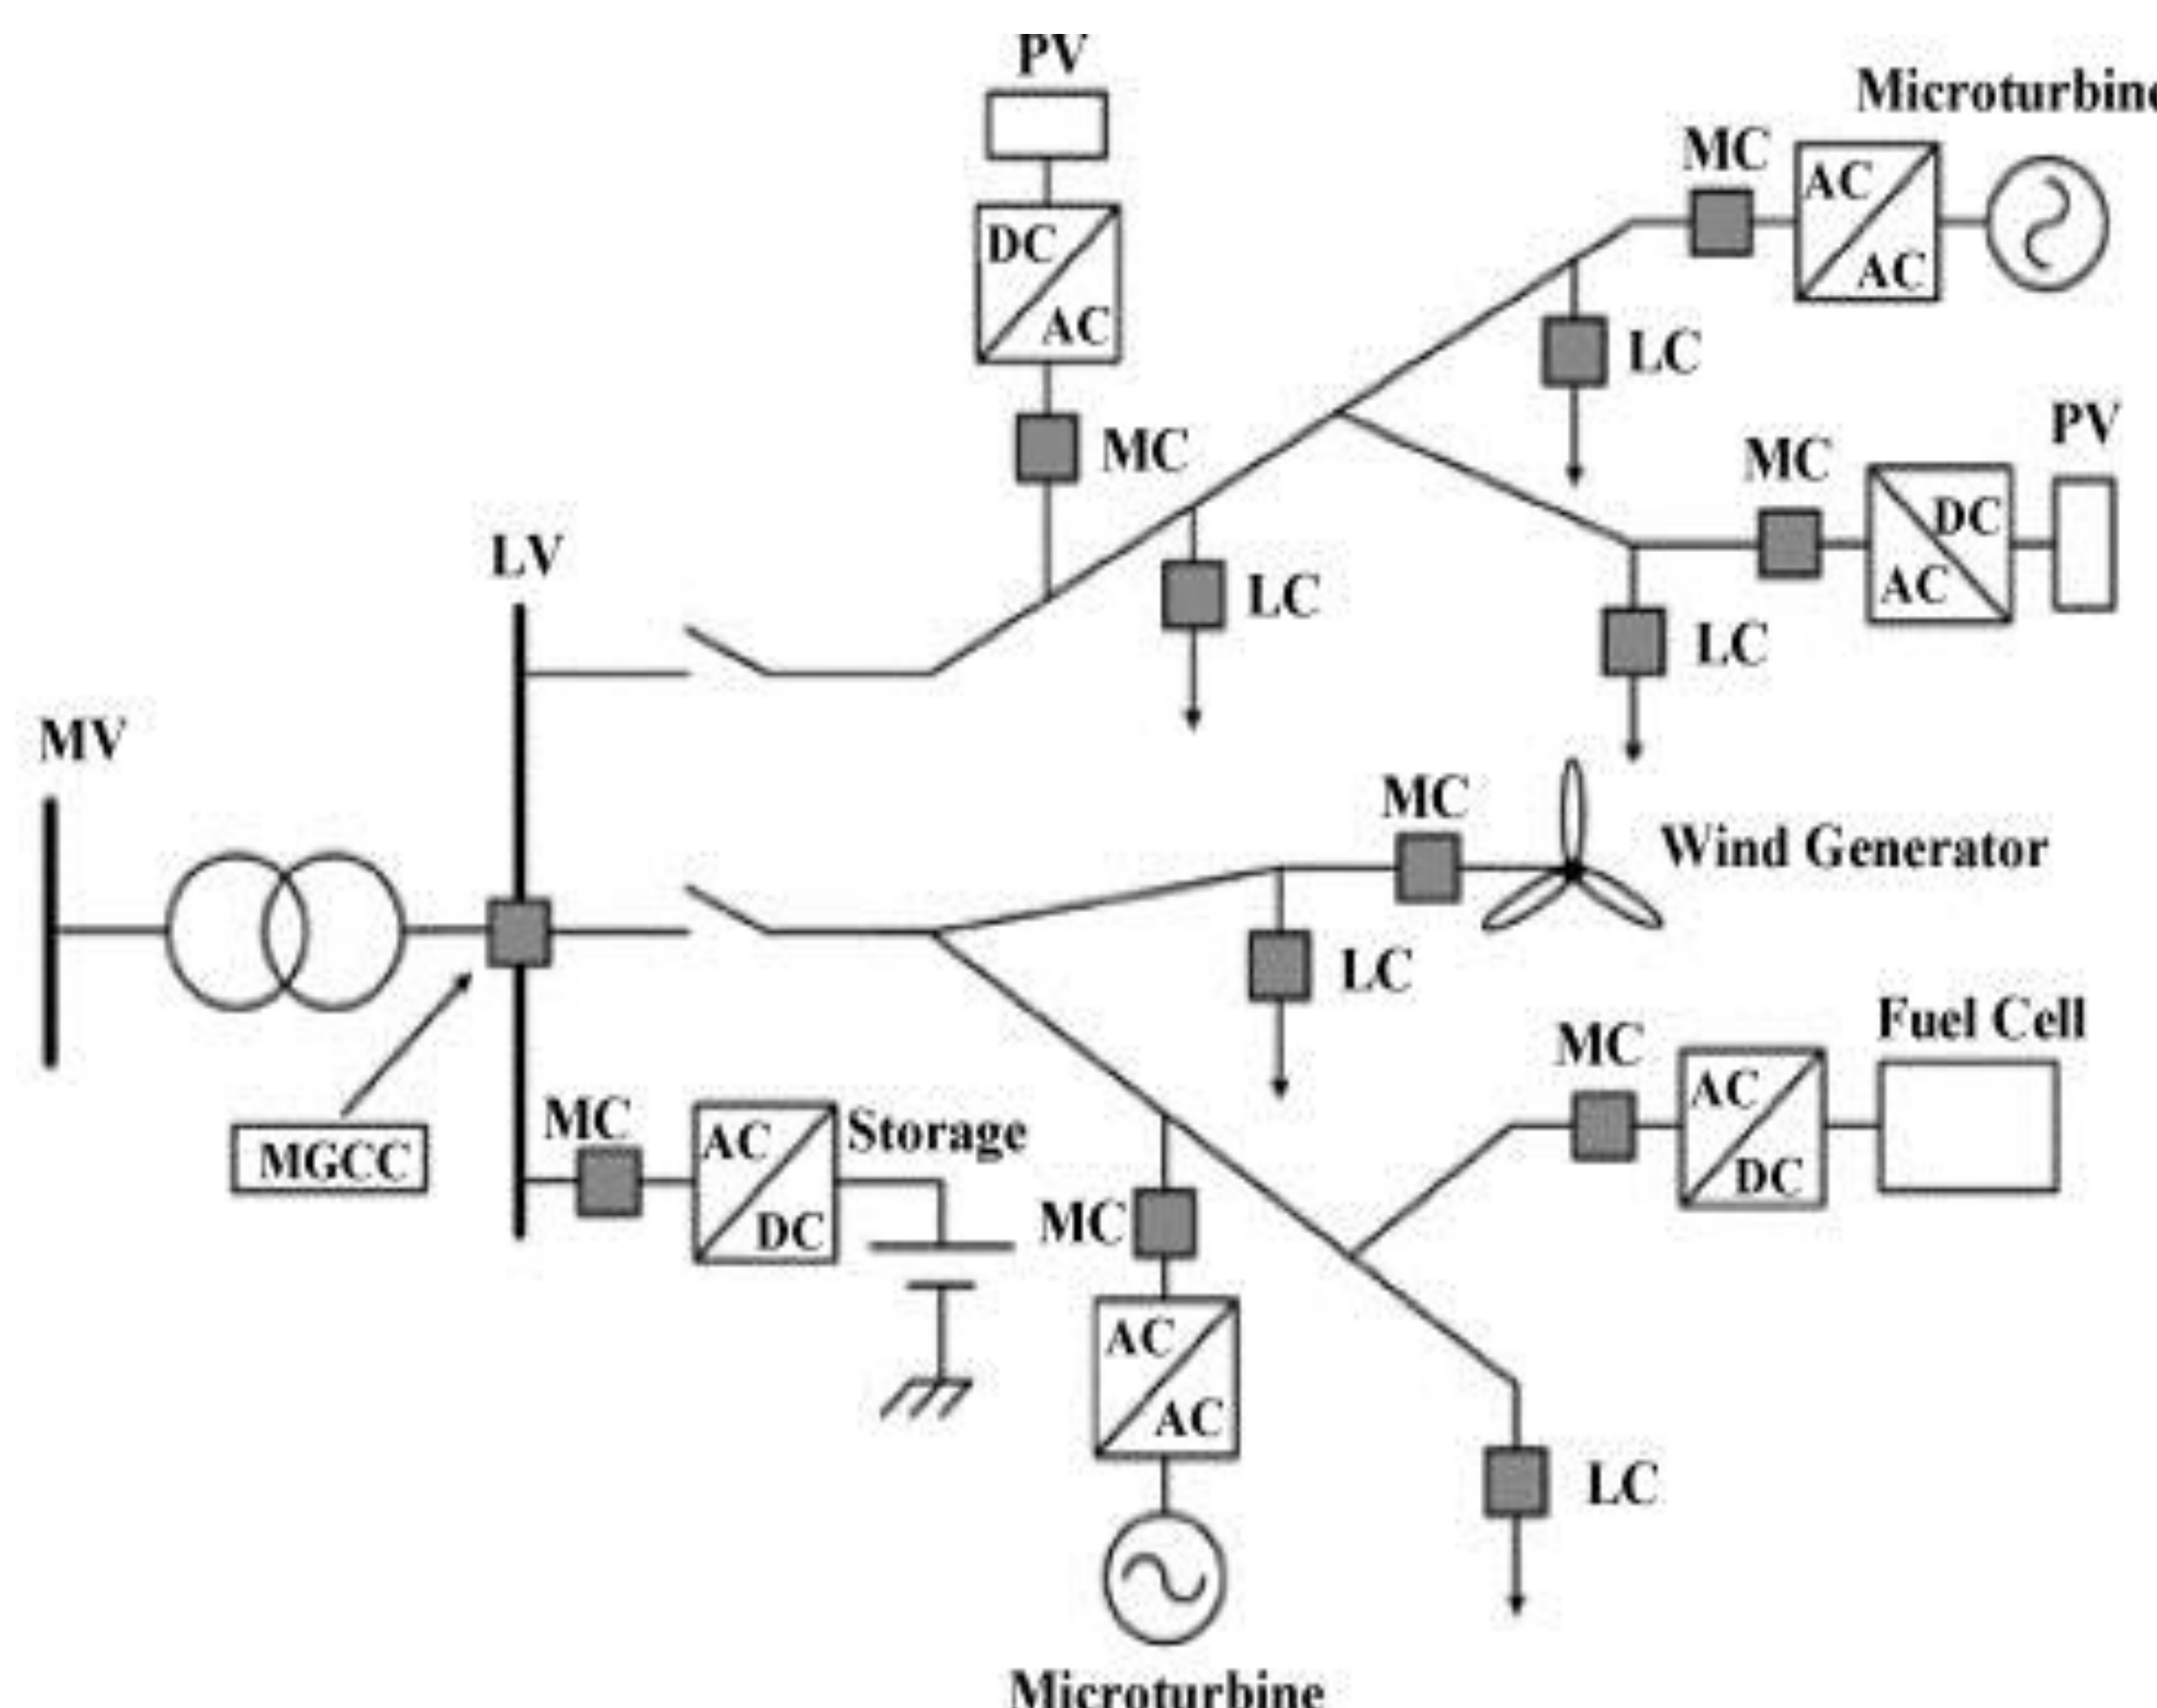 PV
Microturbine
MC
AC
AC
DC
AC
LC
MC
PV
MC
DC
AC
LV
LC
LC
MV
MC
Wind Generator
LC
Fuel Cell
MC
AC
DC
MC
AC
DC
Storage
MGCC
MC
AC
AC
LC
Microturbine